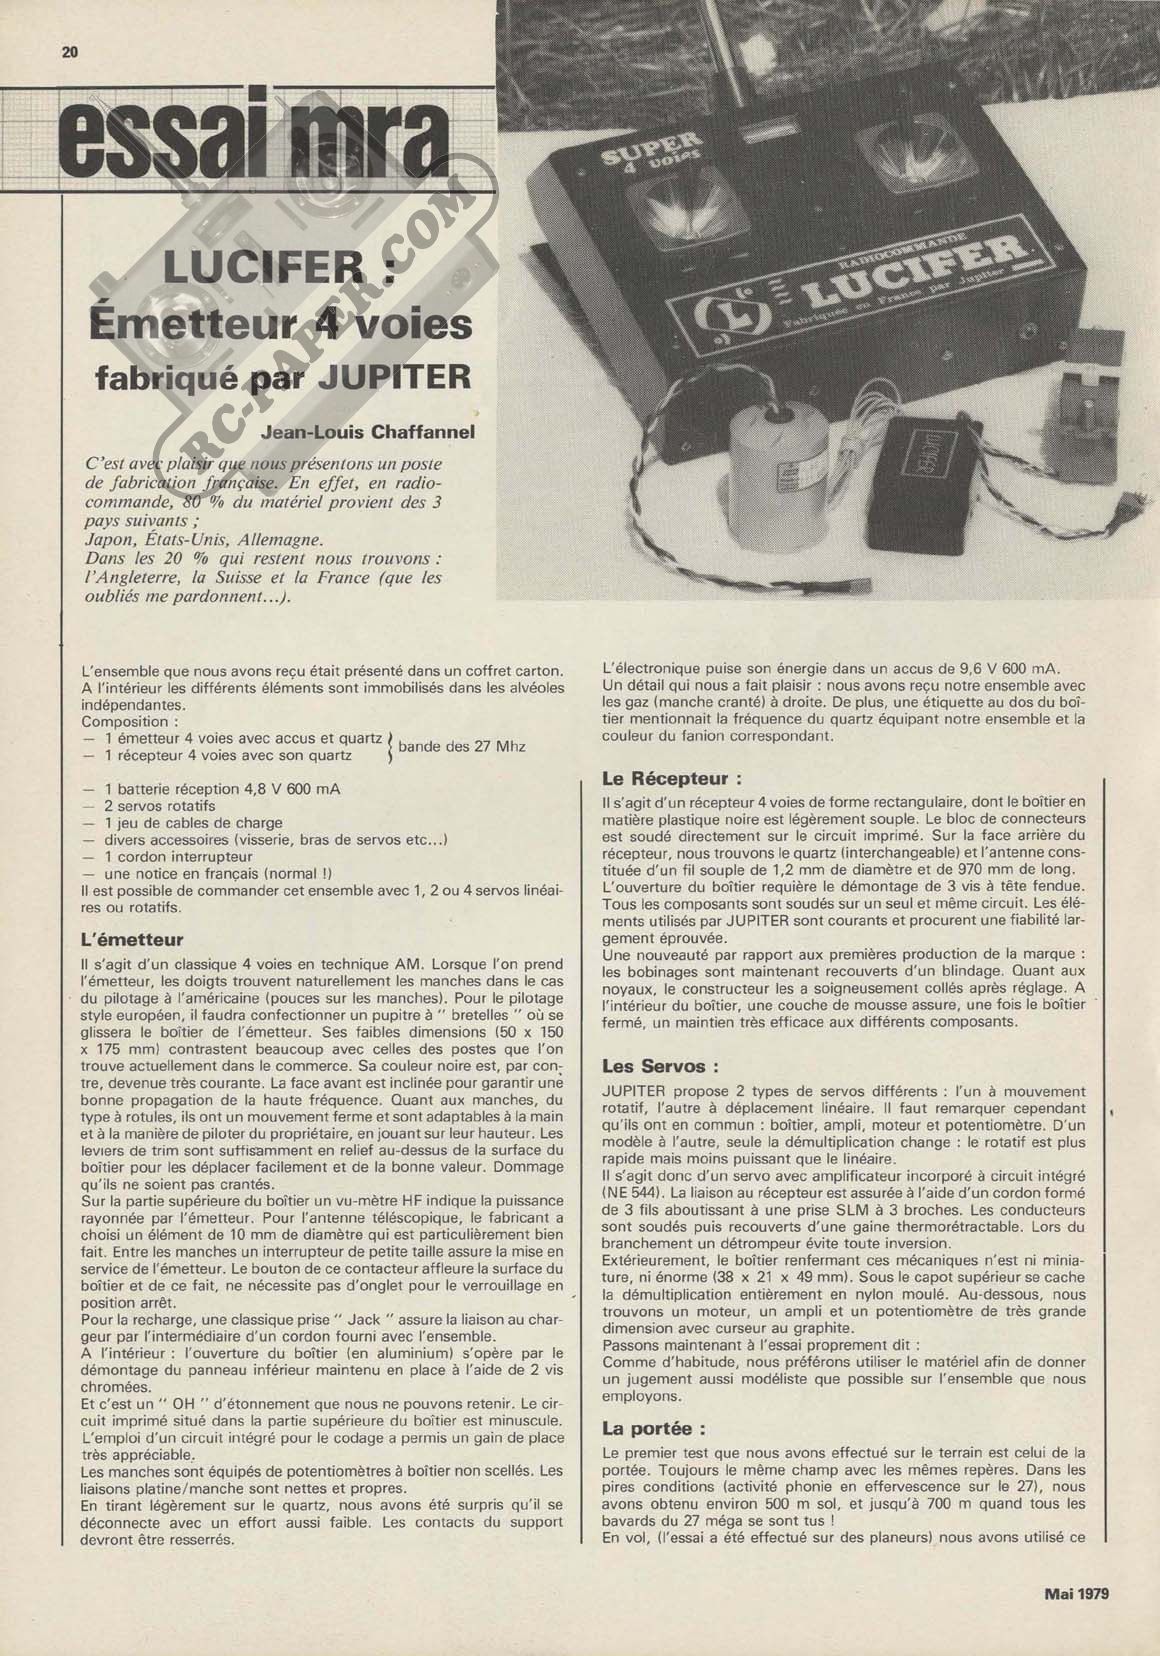 20
essai mra
LUCIFER :
Émetteur 4 voies
fabriqué par JUPITER
Jean-Louis Chaffannel
C'est avec plaisir que nous présentons un poste
de fabrication française. En effet, en radio-
commande, 80 % du matériel provient des 3
pays suivants ;
Japon, États-Unis, Allemagne.
Dans les 20 % qui restent nous trouvons :
l'Angleterre, la Suisse et la France (que les
oubliés me pardonnent...).
RC-PAPER.COM
SUPER
4 voies
RADIOCOMMANDE
LUCIFER
Fabriquée en France par Jupiter
L
LUCIFER
L'ensemble que nous avons reçu était présenté dans un coffret carton.
A l'intérieur les différents éléments sont immobilisés dans les alvéoles
indépendantes.
Composition :
— 1 émetteur 4 voies avec accus et quartz
— 1 récepteur 4 voies avec son quartz
} bande des 27 Mhz
— 1 batterie réception 4,8 V 600 mA
— 2 servos rotatifs
— 1 jeu de cables de charge
— divers accessoires (visserie, bras de servos etc...)
— 1 cordon interrupteur
— une notice en français (normal !)
Il est possible de commander cet ensemble avec 1, 2 ou 4 servos linéai-
res ou rotatifs.
L'émetteur
Il s'agit d'un classique 4 voies en technique AM. Lorsque l'on prend
l'émetteur, les doigts trouvent naturellement les manches dans le cas
du pilotage à l'américaine (pouces sur les manches). Pour le pilotage
style européen, il faudra confectionner un pupitre à " bretelles " où se
glissera le boîtier de l'émetteur. Ses faibles dimensions (50 x 150
x 175 mm) contrastent beaucoup avec celles des postes que l'on
trouve actuellement dans le commerce. Sa couleur noire est, par con-
tre, devenue très courante. La face avant est inclinée pour garantir une
bonne propagation de la haute fréquence. Quant aux manches, du
type à rotules, ils ont un mouvement ferme et sont adaptables à la main
et à la manière de piloter du propriétaire, en jouant sur leur hauteur. Les
leviers de trim sont suffisamment en relief au-dessus de la surface du
boîtier pour les déplacer facilement et de la bonne valeur. Dommage
qu'ils ne soient pas crantés.
Sur la partie supérieure du boîtier un vu-mètre HF indique la puissance
rayonnée par l'émetteur. Pour l'antenne téléscopique, le fabricant a
choisi un élément de 10 mm de diamètre qui est particulièrement bien
fait. Entre les manches un interrupteur de petite taille assure la mise en
service de l'émetteur. Le bouton de ce contacteur affleure la surface du
boîtier et de ce fait, ne nécessite pas d'onglet pour le verrouillage en
position arrêt.
Pour la recharge, une classique prise " Jack " assure la liaison au char-
geur par l'intermédiaire d'un cordon fourni avec l'ensemble.
A l'intérieur : l'ouverture du boîtier (en aluminium) s'opère par le
démontage du panneau inférieur maintenu en place à l'aide de 2 vis
chromées.
Et c'est un " OH " d'étonnement que nous ne pouvons retenir. Le cir-
cuit imprimé situé dans la partie supérieure du boîtier est minuscule.
L'emploi d'un circuit intégré pour le codage a permis un gain de place
très appréciable.
Les manches sont équipés de potentiomètres à boîtier non scellés. Les
liaisons platine/manche sont nettes et propres.
En tirant légèrement sur le quartz, nous avons été surpris qu'il se
déconnecte avec un effort aussi faible. Les contacts du support
devront être resserrés.
L'électronique puise son énergie dans un accus de 9,6 V 600 mA.
Un détail qui nous a fait plaisir : nous avons reçu notre ensemble avec
les gaz (manche cranté) à droite. De plus, une étiquette au dos du boî-
tier mentionnait la fréquence du quartz équipant notre ensemble et la
couleur du fanion correspondant.
Le Récepteur :
Il s'agit d'un récepteur 4 voies de forme rectangulaire, dont le boîtier en
matière plastique noire est légèrement souple. Le bloc de connecteurs
est soudé directement sur le circuit imprimé. Sur la face arrière du
récepteur, nous trouvons le quartz (interchangeable) et l'antenne cons-
tituée d'un fil souple de 1,2 mm de diamètre et de 970 mm de long.
L'ouverture du boîtier requière le démontage de 3 vis à tête fendue.
Tous les composants sont soudés sur un seul et même circuit. Les élé-
ments utilisés par JUPITER sont courants et procurent une fiabilité lar-
gement éprouvée.
Une nouveauté par rapport aux premières production de la marque :
les bobinages sont maintenant recouverts d'un blindage. Quant aux
noyaux, le constructeur les a soigneusement collés après réglage. A
l'intérieur du boîtier, une couche de mousse assure, une fois le boîtier
fermé, un maintien très efficace aux différents composants.
Les Servos :
JUPITER propose 2 types de servos différents : l'un à mouvement
rotatif, l'autre à déplacement linéaire. Il faut remarquer cependant
qu'ils ont en commun : boîtier, ampli, moteur et potentiomètre. D'un
modèle à l'autre, seule la démultiplication change : le rotatif est plus
rapide mais moins puissant que le linéaire.
Il s'agit donc d'un servo avec amplificateur incorporé à circuit intégré
(NE 544). La liaison au récepteur est assurée à l'aide d'un cordon formé
de 3 fils aboutissant à une prise SLM à 3 broches. Les conducteurs
sont soudés puis recouverts d'une gaine thermorétractable. Lors du
branchement un détrompeur évite toute inversion.
Extérieurement, le boîtier renfermant ces mécaniques n'est ni minia-
ture, ni énorme (38 x 21 x 49 mm). Sous le capot supérieur se cache
la démultiplication entièrement en nylon moulé. Au-dessous, nous
trouvons un moteur, un ampli et un potentiomètre de très grande
dimension avec curseur au graphite.
Passons maintenant à l'essai proprement dit :
Comme d'habitude, nous préférons utiliser le matériel afin de donner
un jugement aussi modéliste que possible sur l'ensemble que nous
employons.
La portée :
Le premier test que nous avons effectué sur le terrain est celui de la
portée. Toujours le même champ avec les mêmes repères. Dans les
pires conditions (activité phonie en effervescence sur le 27), nous
avons obtenu environ 500 m sol, et jusqu'à 700 m quand tous les
bavards du 27 méga se sont tus !
En vol, (l'essai a été effectué sur des planeurs) nous avons utilisé ce
Mai 1979